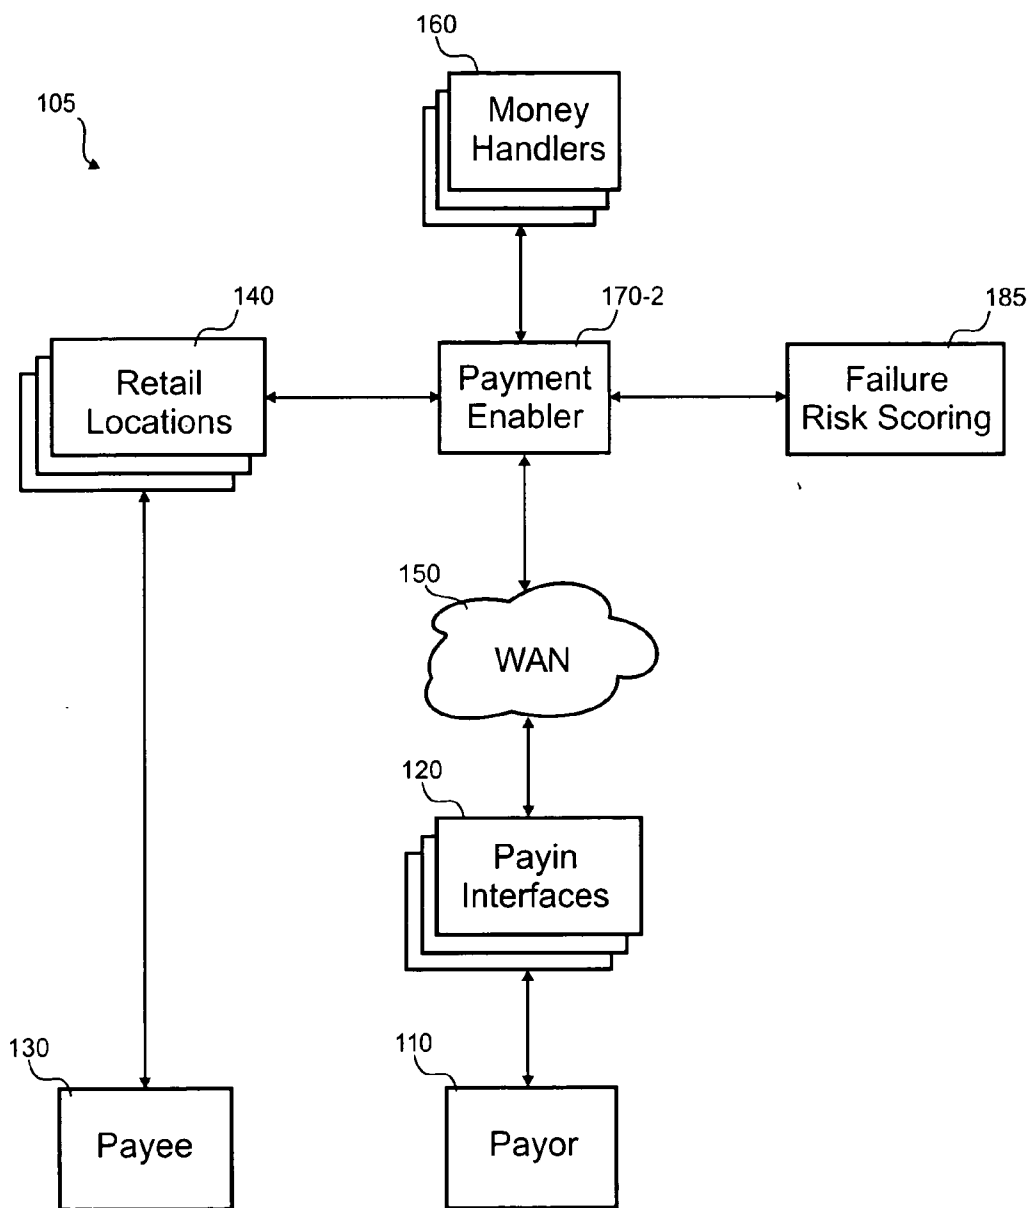 160
Money
Handlers
105
140
Retail
Locations
170-2
Payment
Enabler
185
Failure
Risk Scoring
150
WAN
120
Payin
Interfaces
130
Payee
110
Payor